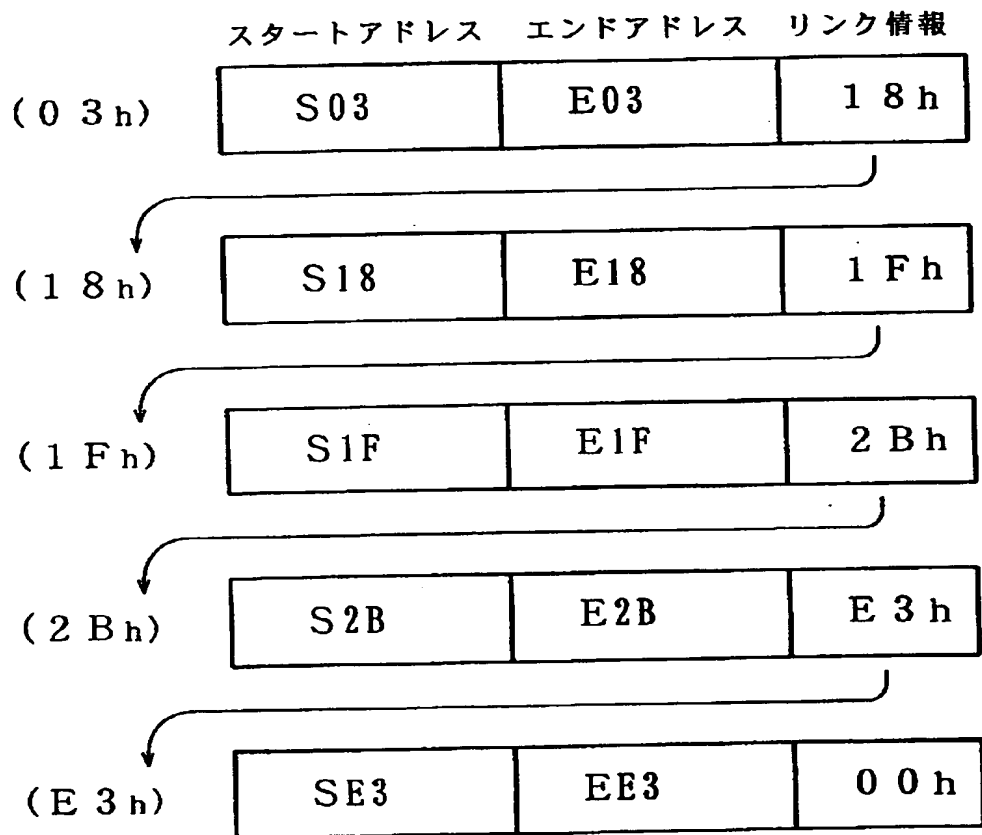 スタートアドレス エンドアドレス リンク情報
(03h) S03 E03 18h
(18h) S18 E18 1Fh
(1Fh) S1F E1F 2Bh
(2Bh) S2B E2B E3h
(E3h) SE3 EE3 00h